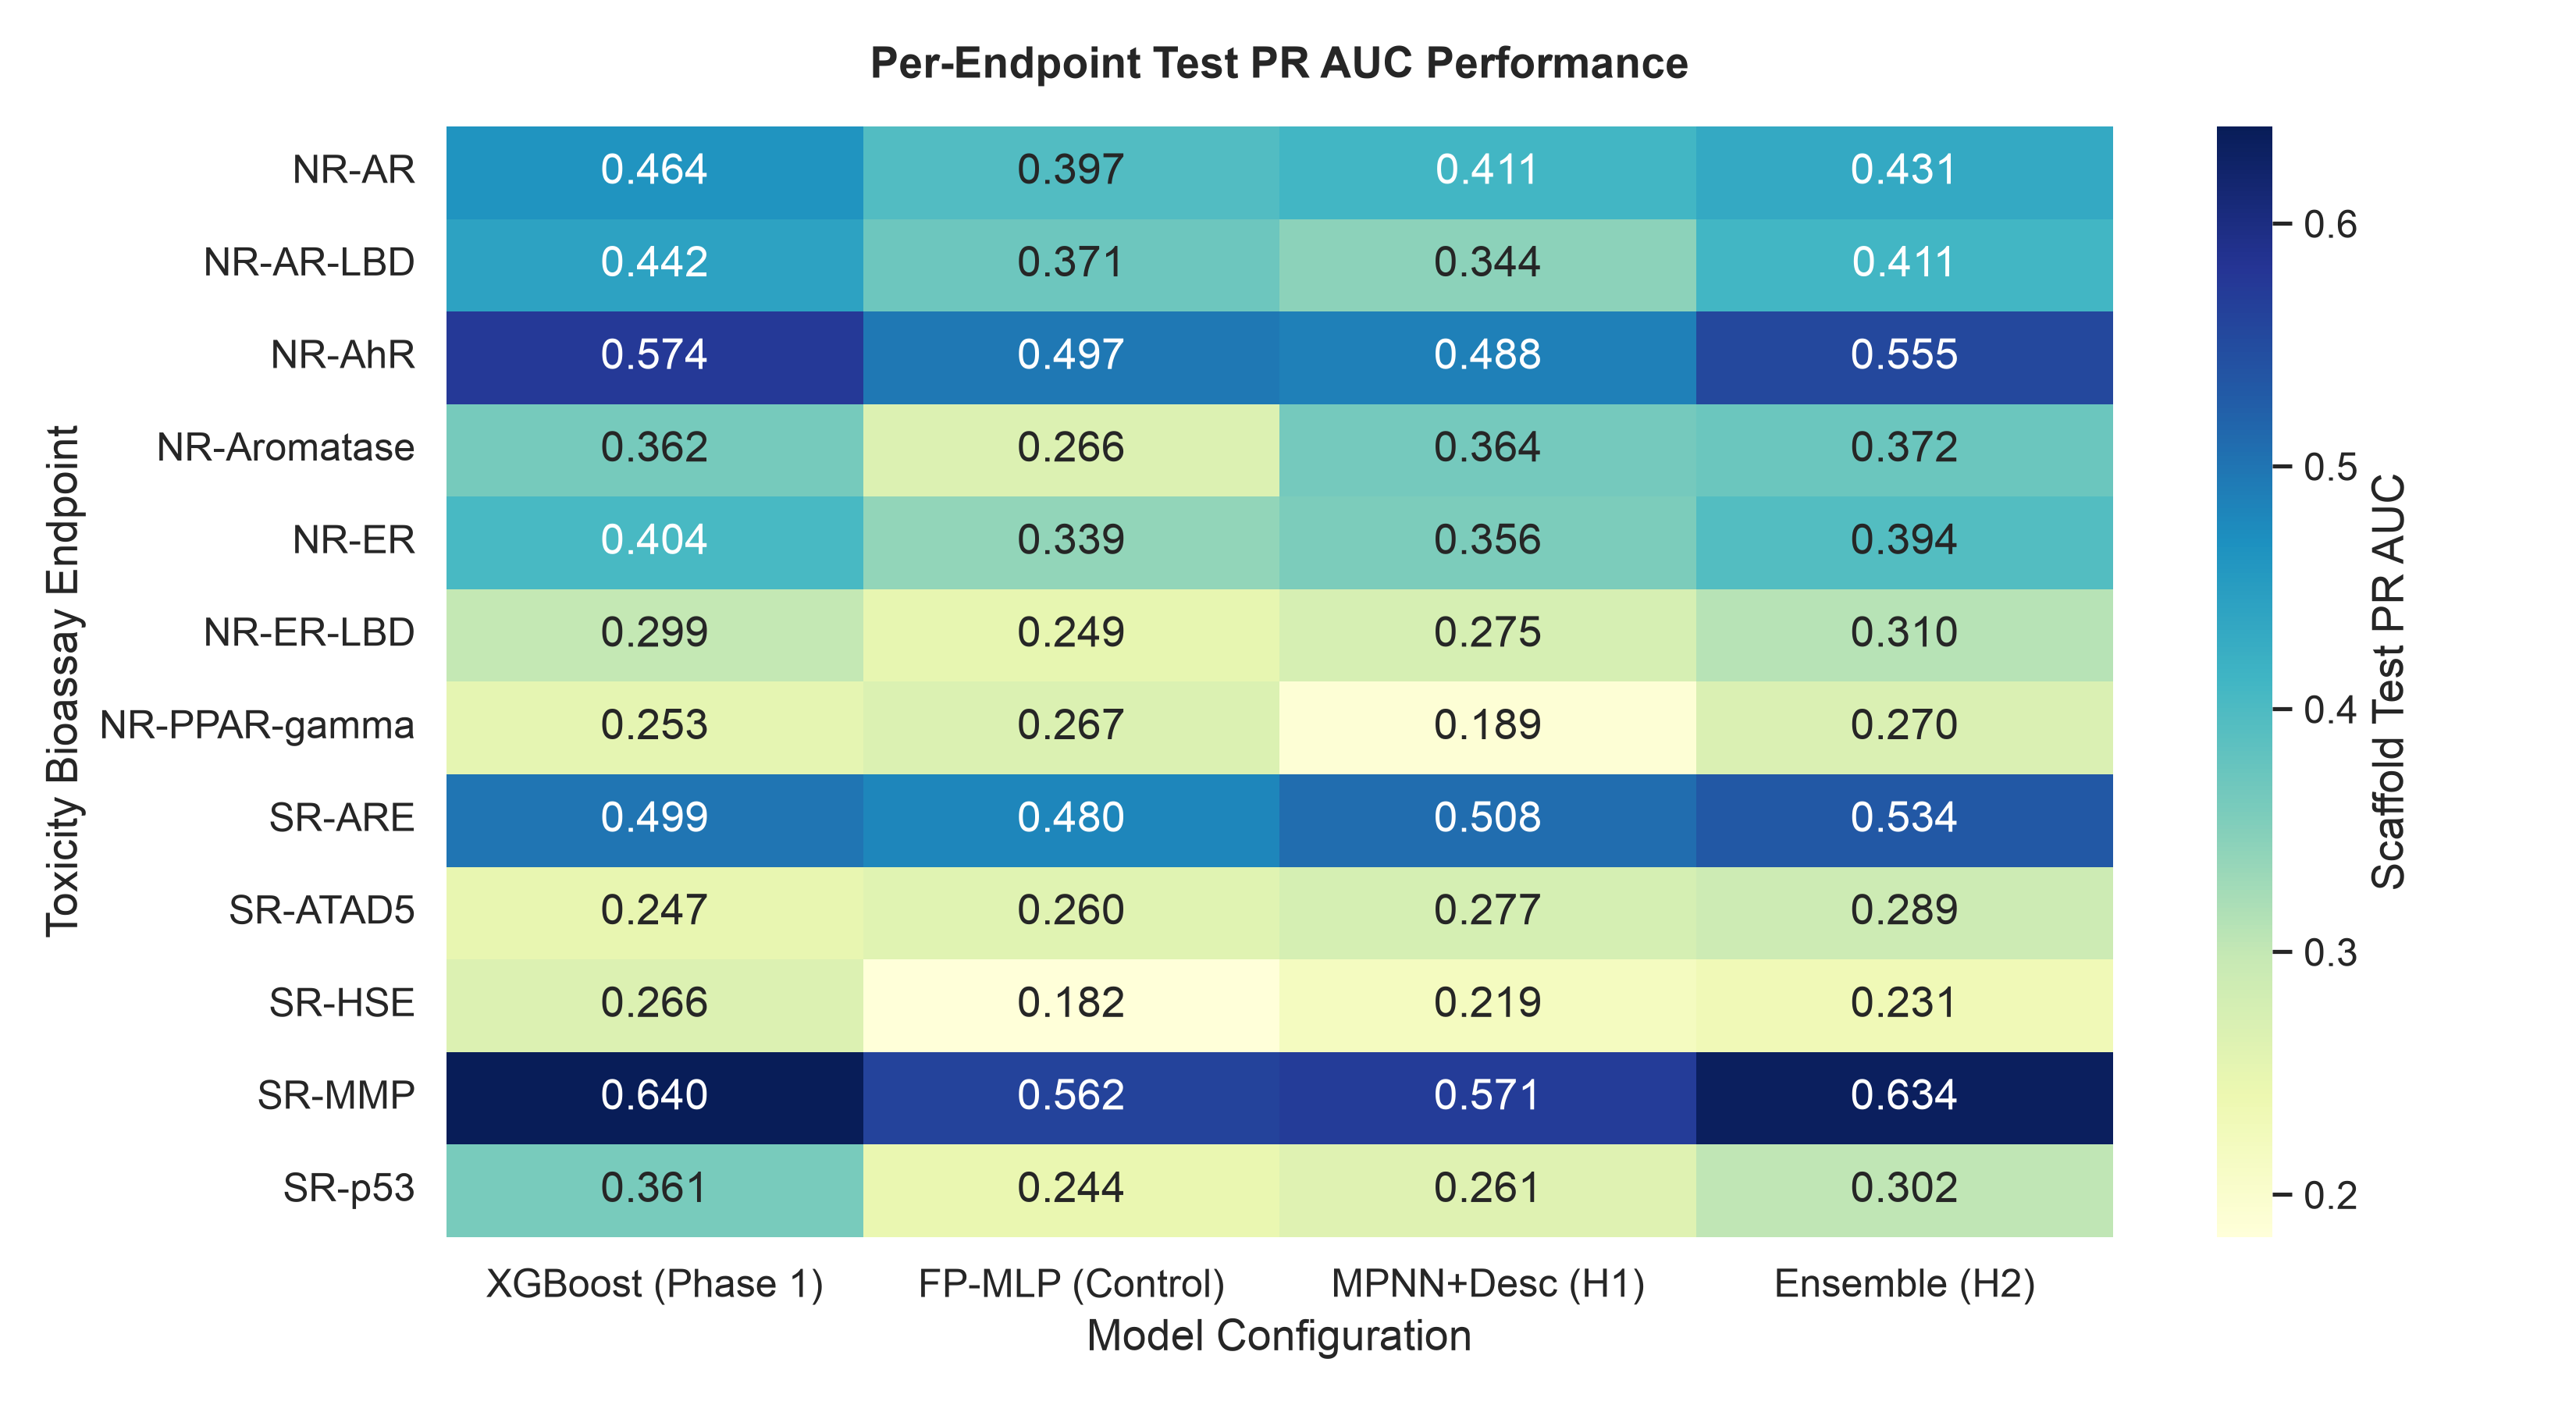 Per-Endpoint Test PR AUC Performance
Toxicity Bioassay Endpoint
NR-AR 0.464 0.397 0.411 0.431
NR-AR-LBD 0.442 0.371 0.344 0.411
NR-AhR 0.574 0.497 0.488 0.555
NR-Aromatase 0.362 0.266 0.364 0.372
NR-ER 0.404 0.339 0.356 0.394
NR-ER-LBD 0.299 0.249 0.275 0.310
NR-PPAR-gamma 0.253 0.267 0.189 0.270
SR-ARE 0.499 0.480 0.508 0.534
SR-ATAD5 0.247 0.260 0.277 0.289
SR-HSE 0.266 0.182 0.219 0.231
SR-MMP 0.640 0.562 0.571 0.634
SR-p53 0.361 0.244 0.261 0.302
XGBoost (Phase 1) FP-MLP (Control) MPNN+Desc (H1) Ensemble (H2)
Model Configuration
0.6
0.5
0.4
0.3
0.2
Scaffold Test PR AUC